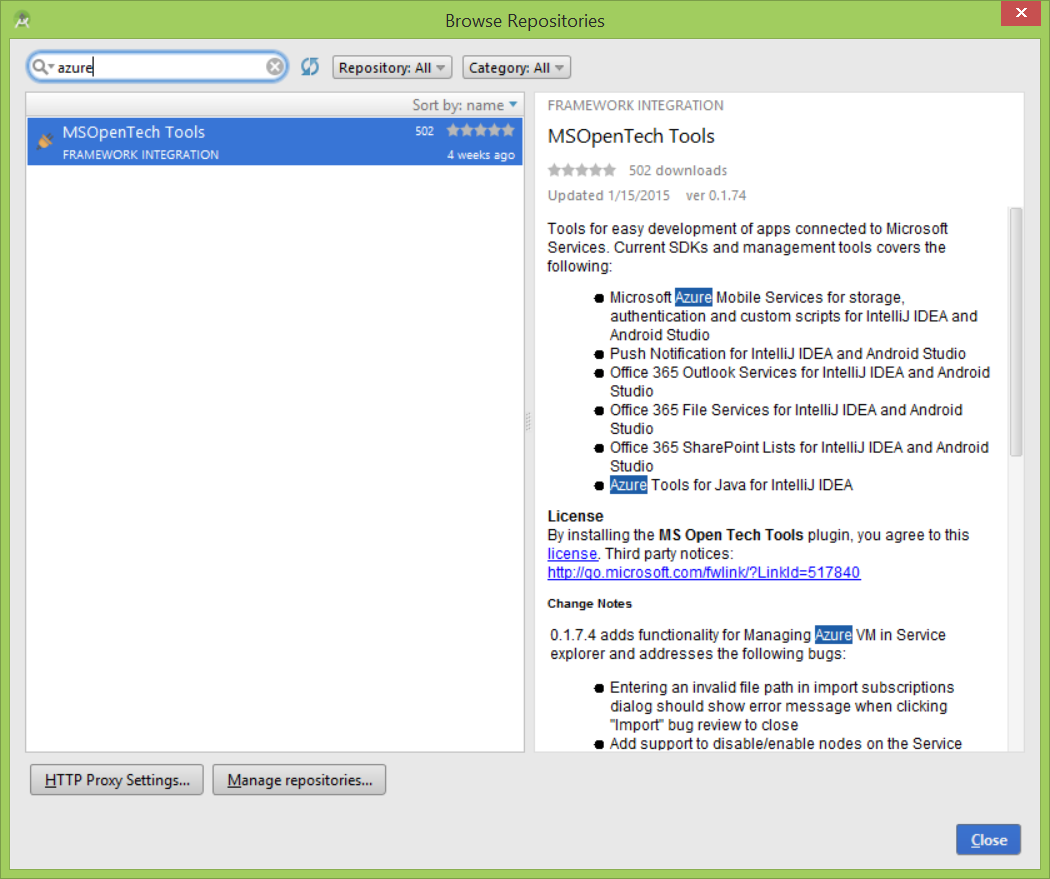 Browse Repositories
azure
Repository: All
Category: All
Sort by: name
MSOpenTech Tools
502
FRAMEWORK INTEGRATION
4 weeks ago
FRAMEWORK INTEGRATION
MSOpenTech Tools
502 downloads
Updated 1/15/2015 ver 0.1.74
Tools for easy development of apps connected to Microsoft
Services. Current SDKs and management tools covers the
following:
Microsoft Azure Mobile Services for storage,
authentication and custom scripts for IntelliJ IDEA and
Android Studio
Push Notification for IntelliJ IDEA and Android Studio
Office 365 Outlook Services for IntelliJ IDEA and Android
Studio
Office 365 File Services for IntelliJ IDEA and Android
Studio
Office 365 SharePoint Lists for IntelliJ IDEA and Android
Studio
Azure Tools for Java for IntelliJ IDEA
License
By installing the MS Open Tech Tools plugin, you agree to this
license. Third party notices:
http://go.microsoft.com/fwlink/?LinkId=517840
Change Notes
0.1.7.4 adds functionality for Managing Azure VM in Service
explorer and addresses the following bugs:
Entering an invalid file path in import subscriptions
dialog should show error message when clicking
"Import" bug review to close
Add support to disable/enable nodes on the Service
HTTP Proxy Settings...
Manage repositories...
Close